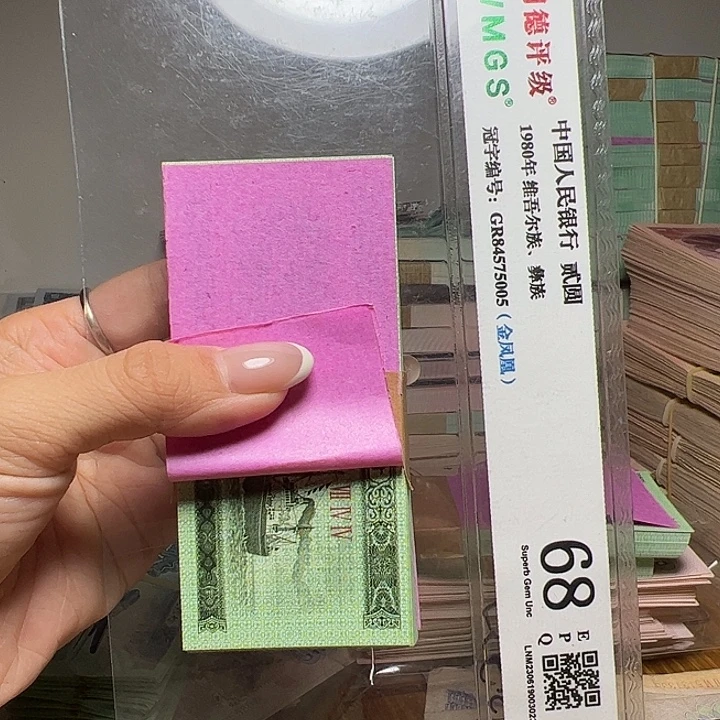 德评级®
MGS®
中国人民银行 贰圆
1980年 维吾尔族、彝族
冠字编号：GR84575005（金凤凰）
68
EPQ
Superb Gem Unc